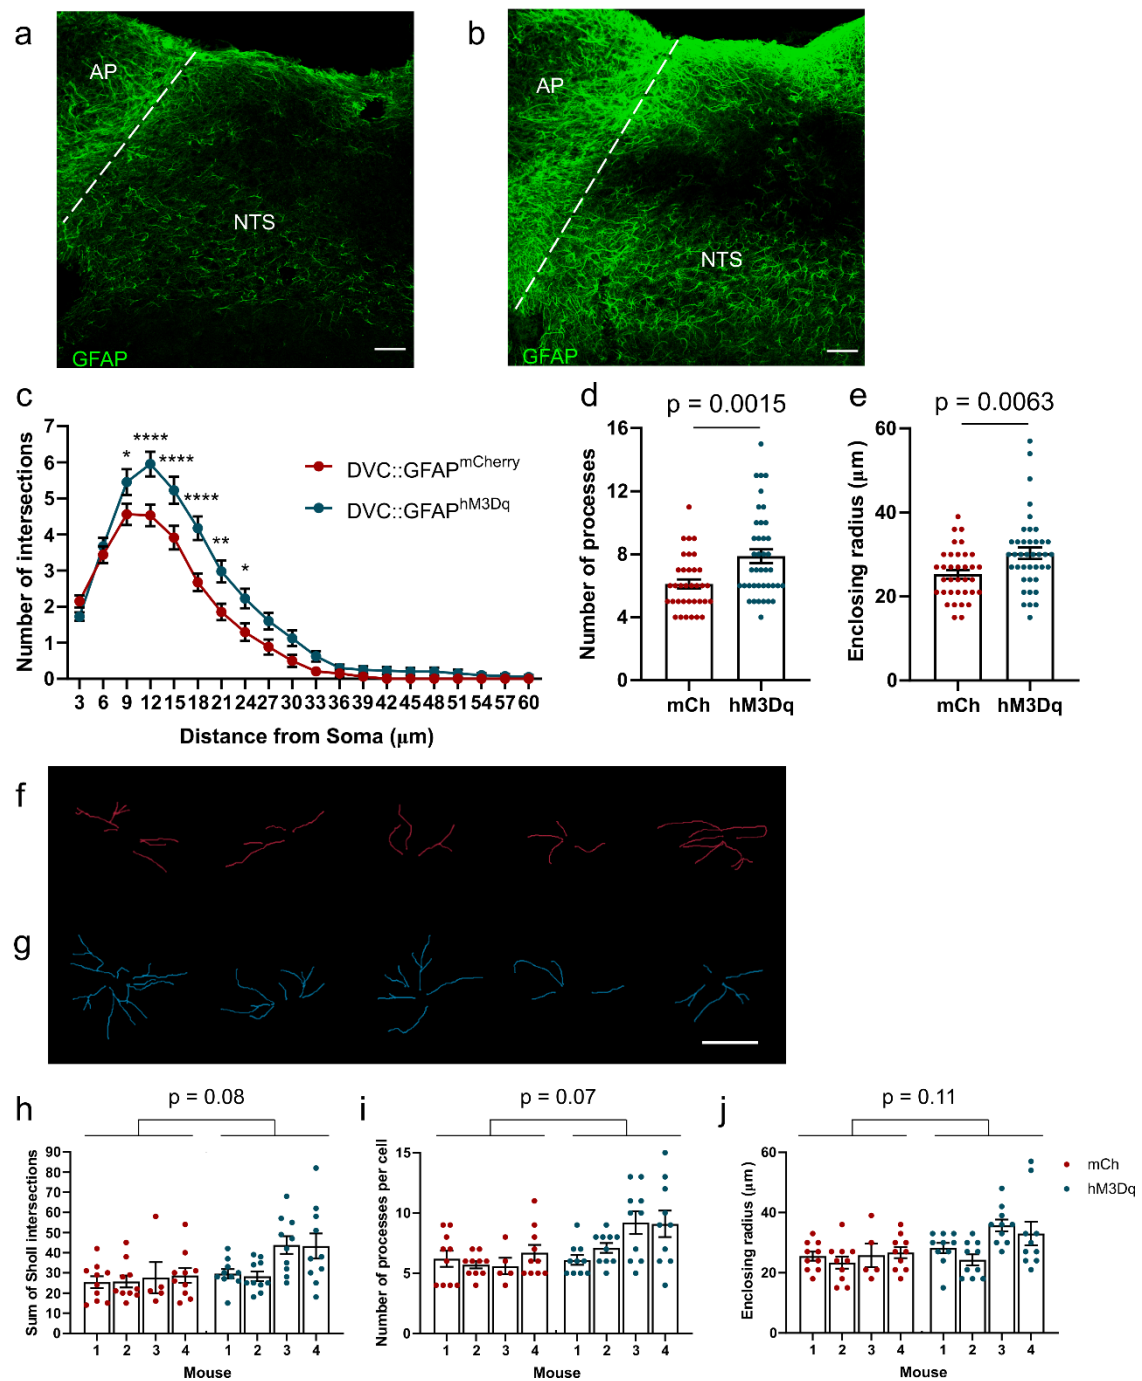 a
AP
NTS
GFAP
b
AP
NTS
GFAP
c
Number of intersections
7
6
5
4
3
2
1
0
*
****
****
****
**
*
DVC::GFAPmCherry
DVC::GFAPhM3Dq
3 6 9 12 15 18 21 24 27 30 33 36 39 42 45 48 51 54 57 60
Distance from Soma (μm)
d
p = 0.0015
Number of processes
16
12
8
4
0
mCh hM3Dq
e
p = 0.0063
Enclosing radius (μm)
60
40
20
0
mCh hM3Dq
f
g
h
p = 0.08
Sum of Sholl intersections
90
80
70
60
50
40
30
20
10
0
1 2 3 4 1 2 3 4
Mouse
i
p = 0.07
Number of processes per cell
15
10
5
0
1 2 3 4 1 2 3 4
Mouse
j
p = 0.11
Enclosing radius (μm)
60
40
20
0
1 2 3 4 1 2 3 4
Mouse
mCh
hM3Dq